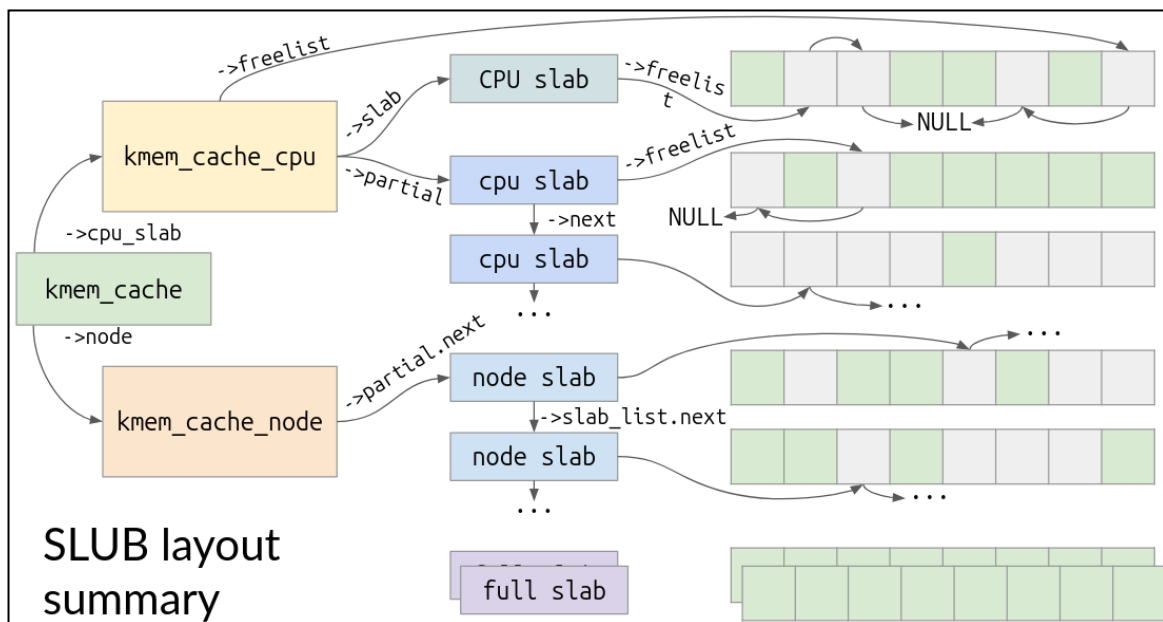 ->freelist
CPU slab
->freelis
t
->slab
NULL
kmem_cache_cpu
->partial
cpu slab
->freelist
->next
NULL
->cpu_slab
cpu slab
kmem_cache
...
...
->node
->partial.next
...
node slab
kmem_cache_node
->slab_list.next
node slab
...
...
SLUB layout
summary
full slab